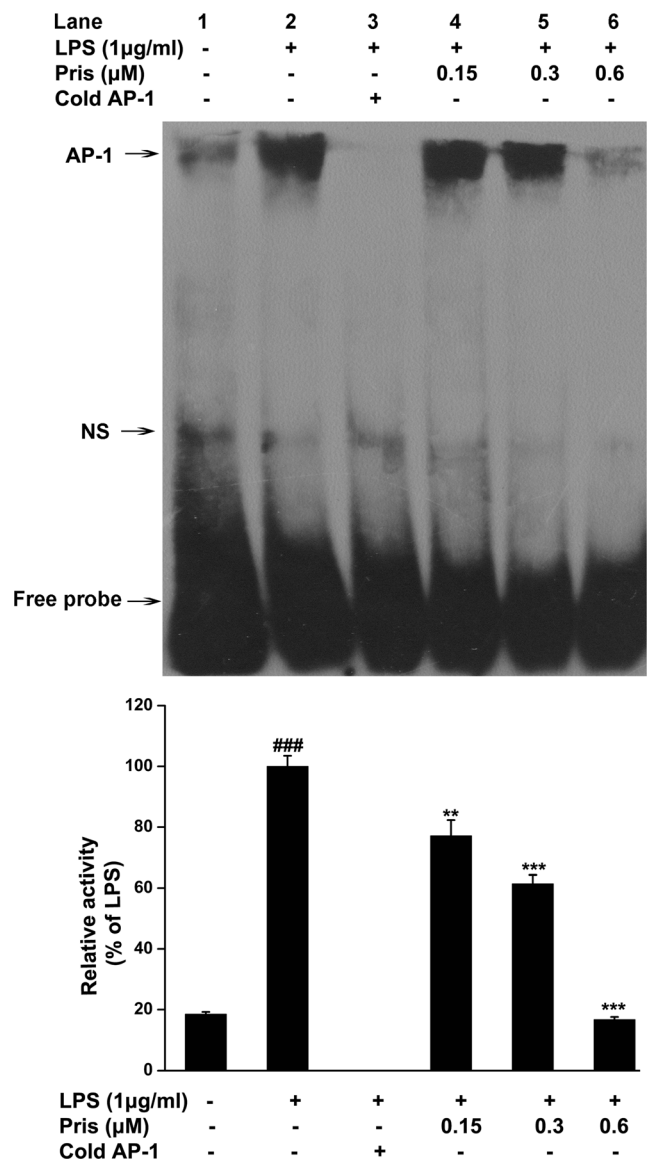 Lane 1 2 3 4 5 6
LPS (1µg/ml) - + + + + +
Pris (µM) - - - 0.15 0.3 0.6
Cold AP-1 - - + - - -
AP-1
NS
Free probe
120
100
80
60
40
20
0
Relative activity
(% of LPS)
###
**
***
***
LPS (1µg/ml) - + + + + +
Pris (µM) - - - 0.15 0.3 0.6
Cold AP-1 - - + - - -